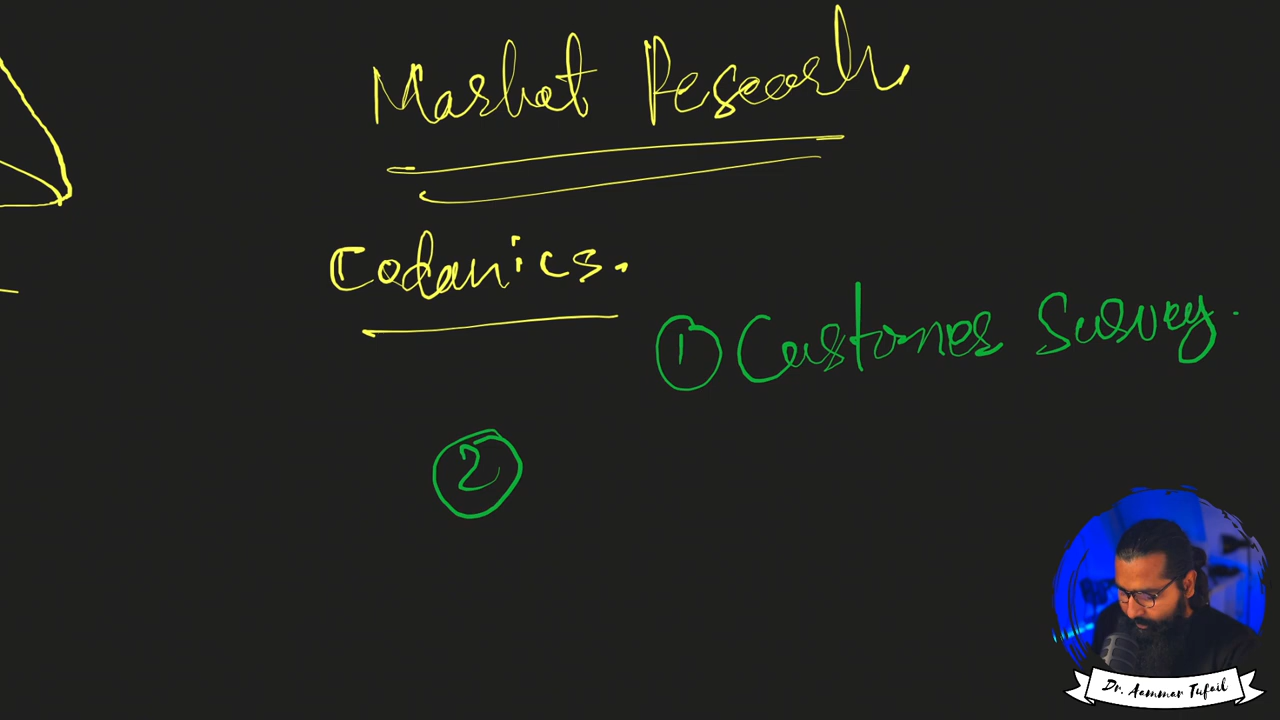 Market Research
Codanics.
① Customer Survey.
②
Dr. Aammar Tufail